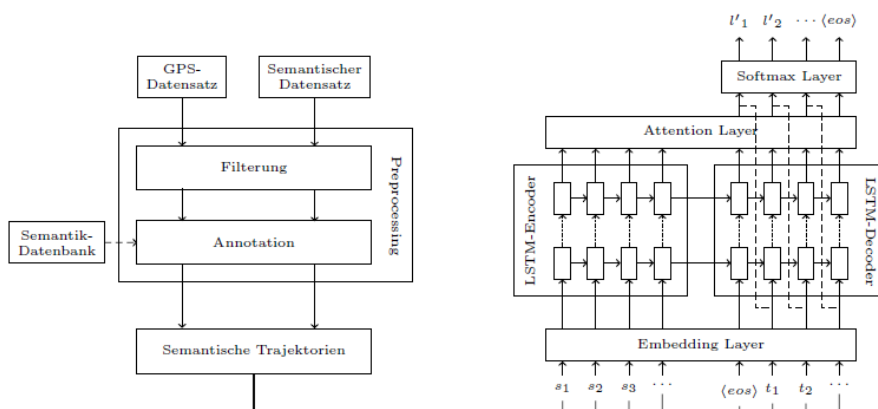 GPS-
Datensatz
Semantischer
Datensatz
Filterung
Preprocessing
Semantik-
Datenbank
Annotation
Semantische Trajektorien
l'₁ l'₂ ··· ⟨eos⟩
Softmax Layer
Attention Layer
LSTM-Encoder
LSTM-Decoder
Embedding Layer
s₁ s₂ s₃ ··· ⟨eos⟩ t₁ t₂ ···